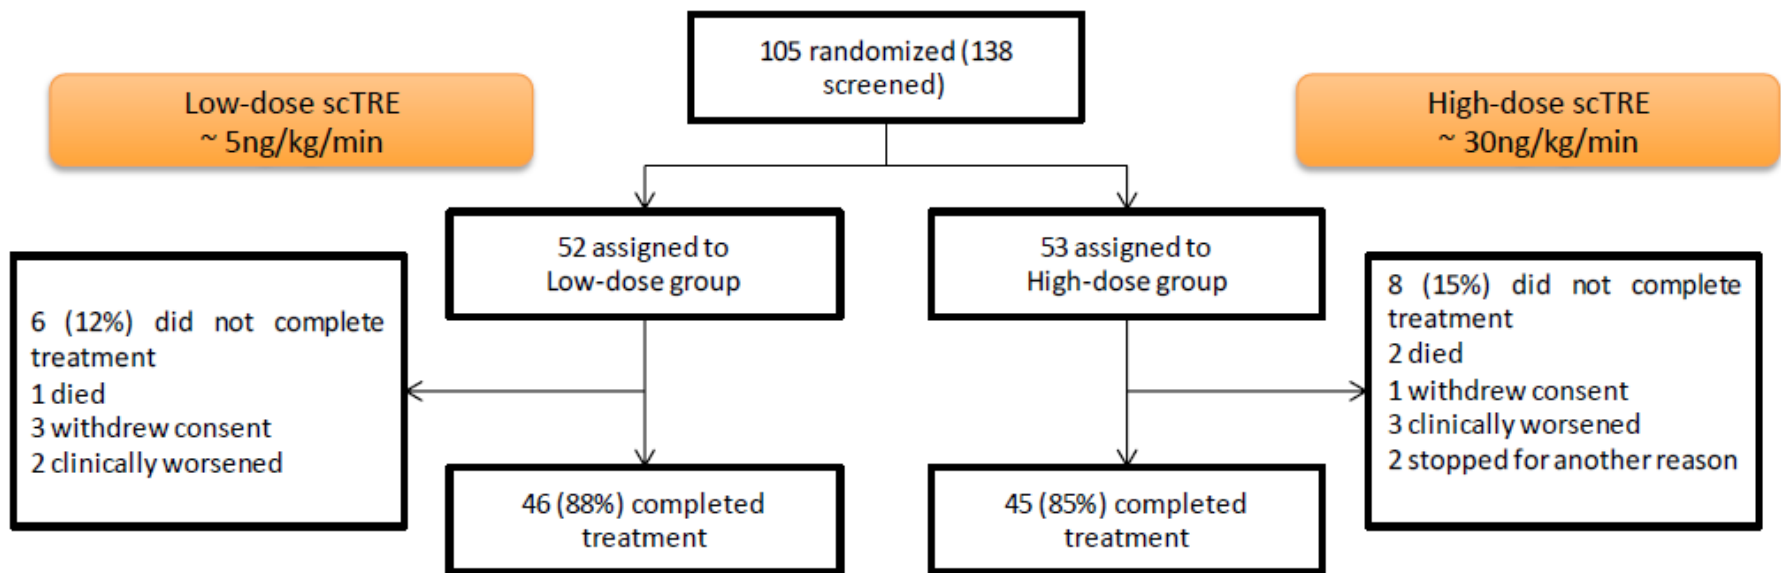 105 randomized (138
screened)
Low-dose scTRE
~ 5ng/kg/min
High-dose scTRE
~ 30ng/kg/min
52 assigned to
Low-dose group
53 assigned to
High-dose group
6 (12%) did not complete
treatment
1 died
3 withdrew consent
2 clinically worsened
8 (15%) did not complete
treatment
2 died
1 withdrew consent
3 clinically worsened
2 stopped for another reason
46 (88%) completed
treatment
45 (85%) completed
treatment